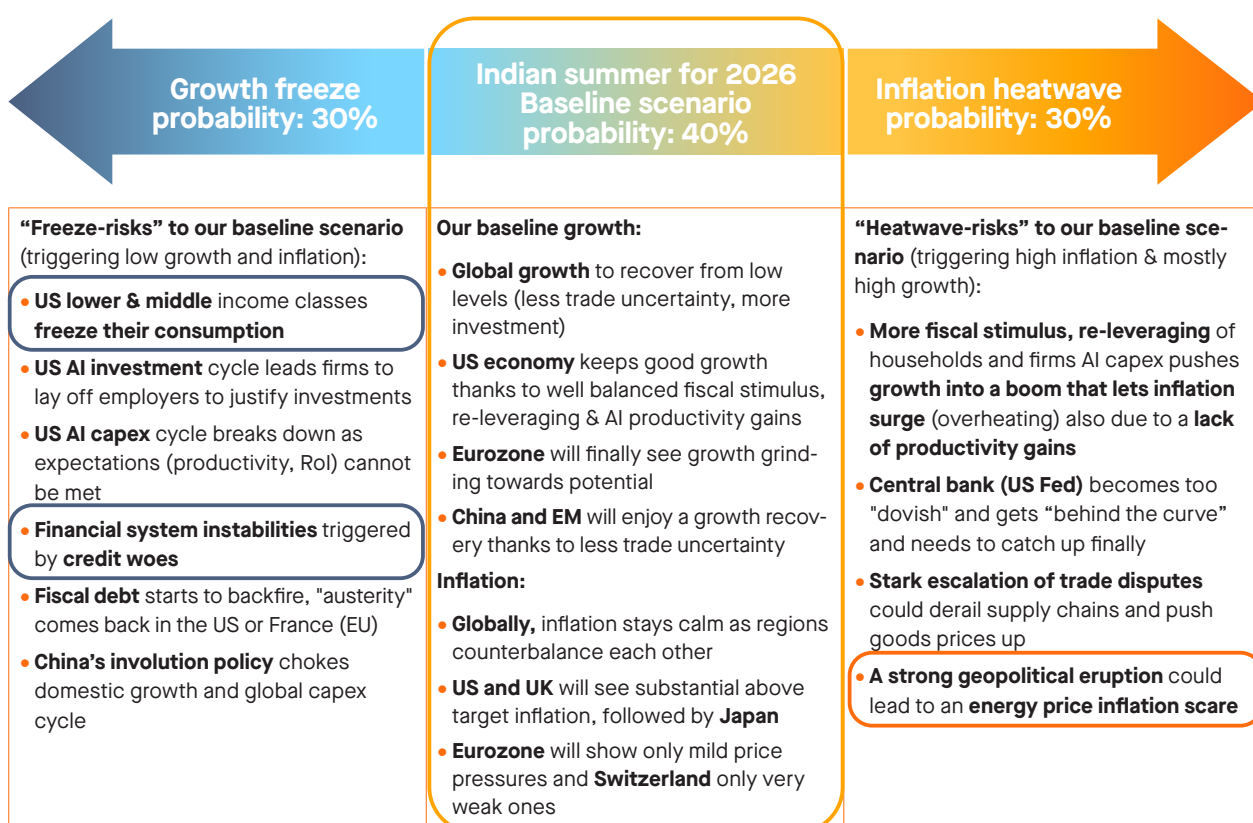 Growth freeze
probability: 30%
Indian summer for 2026
Baseline scenario
probability: 40%
Inflation heatwave
probability: 30%
“Freeze-risks” to our baseline scenario
(triggering low growth and inflation):
• US lower & middle income classes
freeze their consumption
• US AI investment cycle leads firms to
lay off employers to justify investments
• US AI capex cycle breaks down as
expectations (productivity, RoI) cannot
be met
• Financial system instabilities triggered
by credit woes
• Fiscal debt starts to backfire, "austerity"
comes back in the US or France (EU)
• China’s involution policy chokes
domestic growth and global capex
cycle
Our baseline growth:
• Global growth to recover from low
levels (less trade uncertainty, more
investment)
• US economy keeps good growth
thanks to well balanced fiscal stimulus,
re-leveraging & AI productivity gains
• Eurozone will finally see growth grind-
ing towards potential
• China and EM will enjoy a growth recov-
ery thanks to less trade uncertainty
Inflation:
• Globally, inflation stays calm as regions
counterbalance each other
• US and UK will see substantial above
target inflation, followed by Japan
• Eurozone will show only mild price
pressures and Switzerland only very
weak ones
“Heatwave-risks” to our baseline sce-
nario (triggering high inflation & mostly
high growth):
• More fiscal stimulus, re-leveraging of
households and firms AI capex pushes
growth into a boom that lets inflation
surge (overheating) also due to a lack
of productivity gains
• Central bank (US Fed) becomes too
"dovish" and gets “behind the curve”
and needs to catch up finally
• Stark escalation of trade disputes
could derail supply chains and push
goods prices up
• A strong geopolitical eruption could
lead to an energy price inflation scare